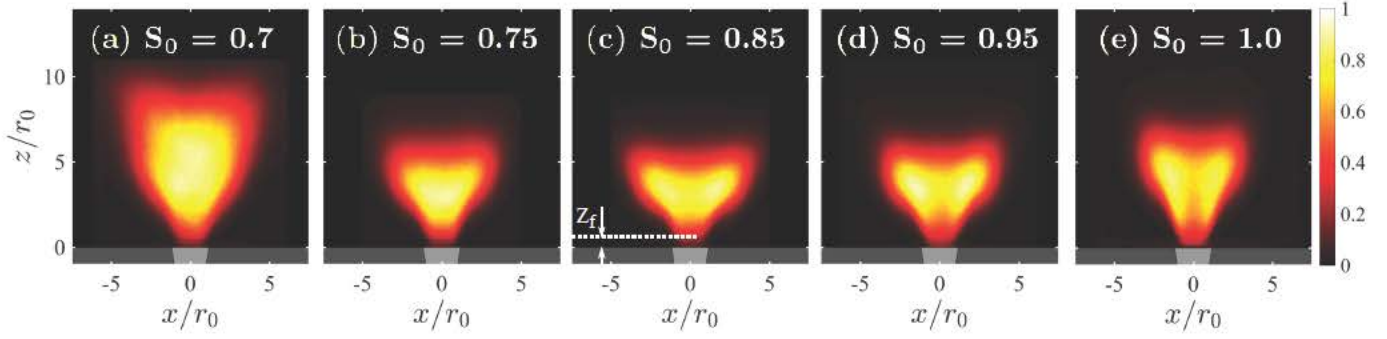 (a) S₀ = 0.7
(b) S₀ = 0.75
(c) S₀ = 0.85
(d) S₀ = 0.95
(e) S₀ = 1.0
z/r₀
10
5
0
Z_f
-5 0 5
-5 0 5
-5 0 5
-5 0 5
-5 0 5
x/r₀
x/r₀
x/r₀
x/r₀
x/r₀
1
0.8
0.6
0.4
0.2
0